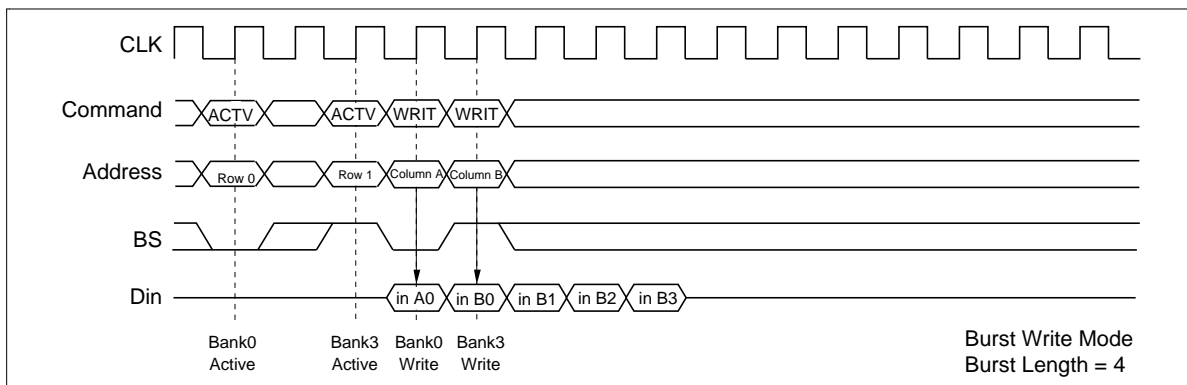 CLK
Command ACTV ACTV WRIT WRIT
Address Row 0 Row 1 Column A Column B
BS
Din in A0 in B0 in B1 in B2 in B3
Bank0 Bank3 Bank0 Bank3
Active Active Write Write
Burst Write Mode
Burst Length = 4